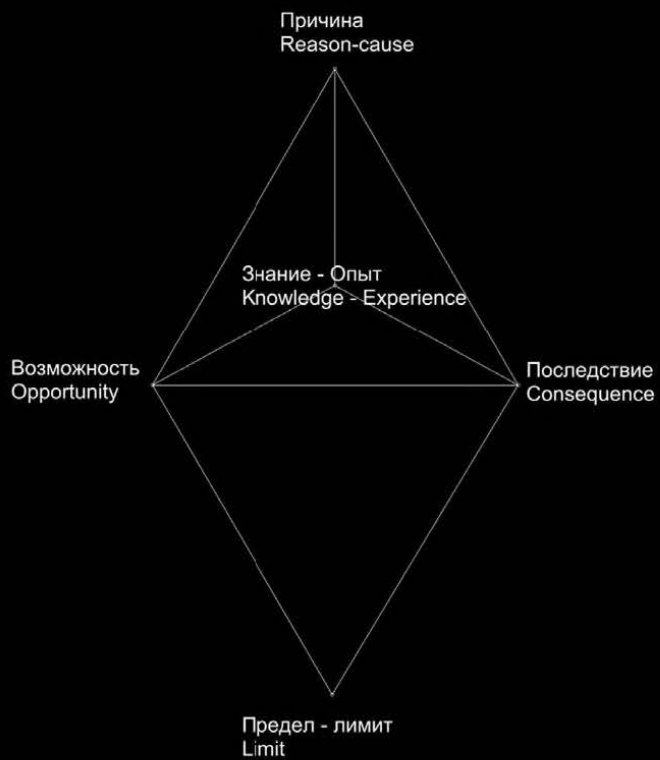 Причина
Reason-cause
Знание - Опыт
Knowledge - Experience
Возможность
Opportunity
Последствие
Consequence
Предел - лимит
Limit